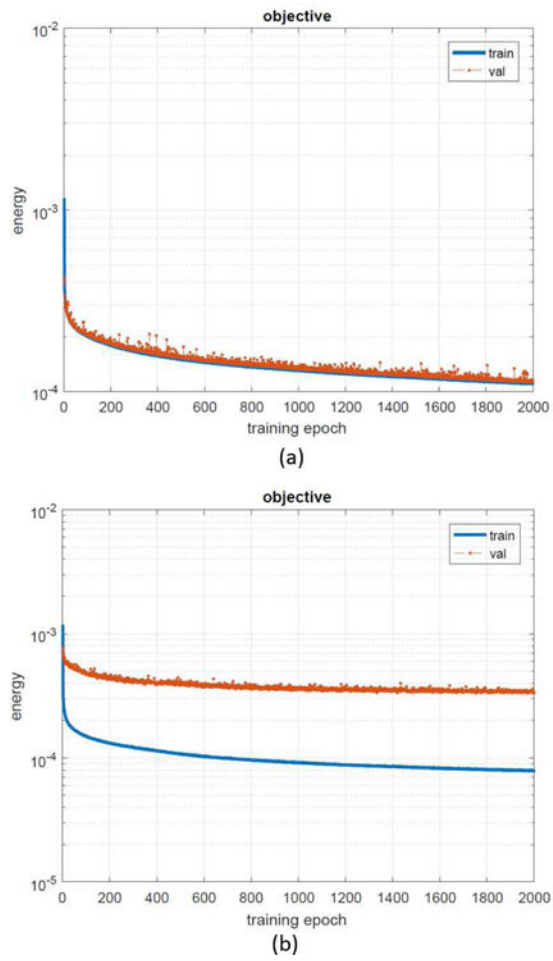 objective
10^-2
train
val
10^-3
energy
10^-4
0 200 400 600 800 1000 1200 1400 1600 1800 2000
training epoch
(a)
objective
10^-2
train
val
10^-3
energy
10^-4
10^-5
0 200 400 600 800 1000 1200 1400 1600 1800 2000
training epoch
(b)